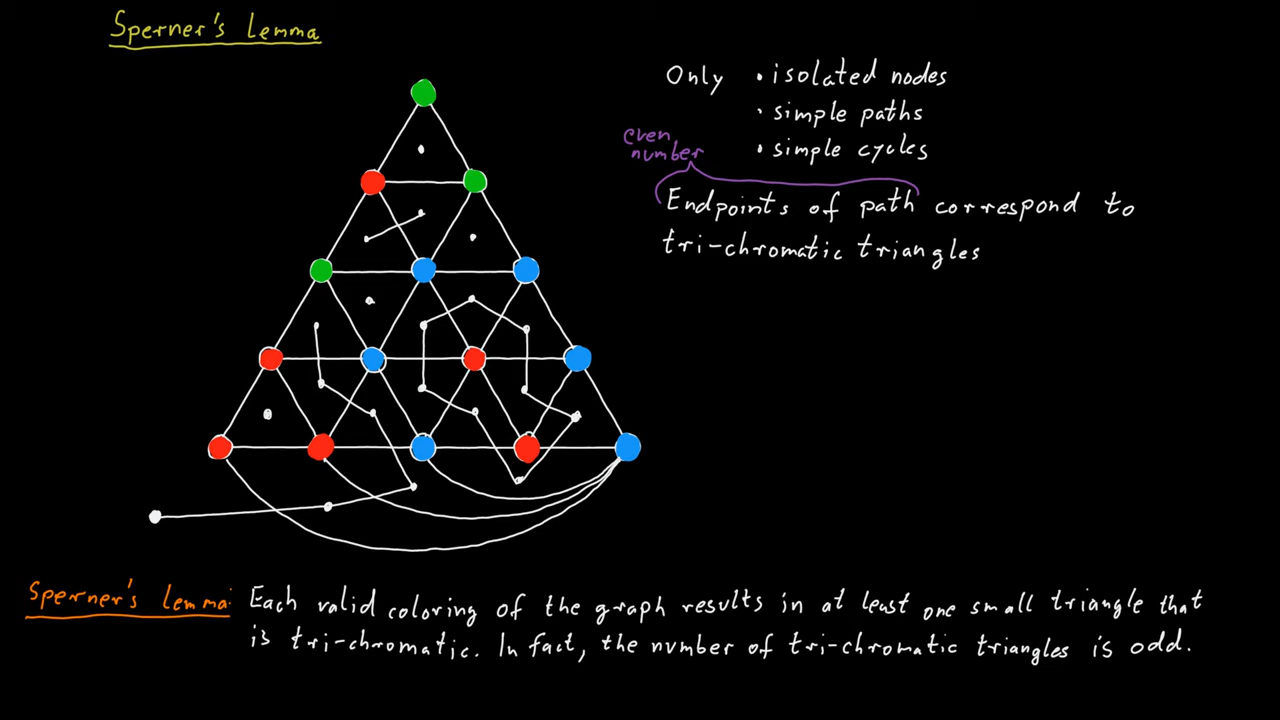 Sperner's Lemma
Only • isolated nodes
• simple paths
• simple cycles
even
number
Endpoints of path correspond to
tri-chromatic triangles
Sperner's lemma: Each valid coloring of the graph results in at least one small triangle that
is tri-chromatic. In fact, the number of tri-chromatic triangles is odd.